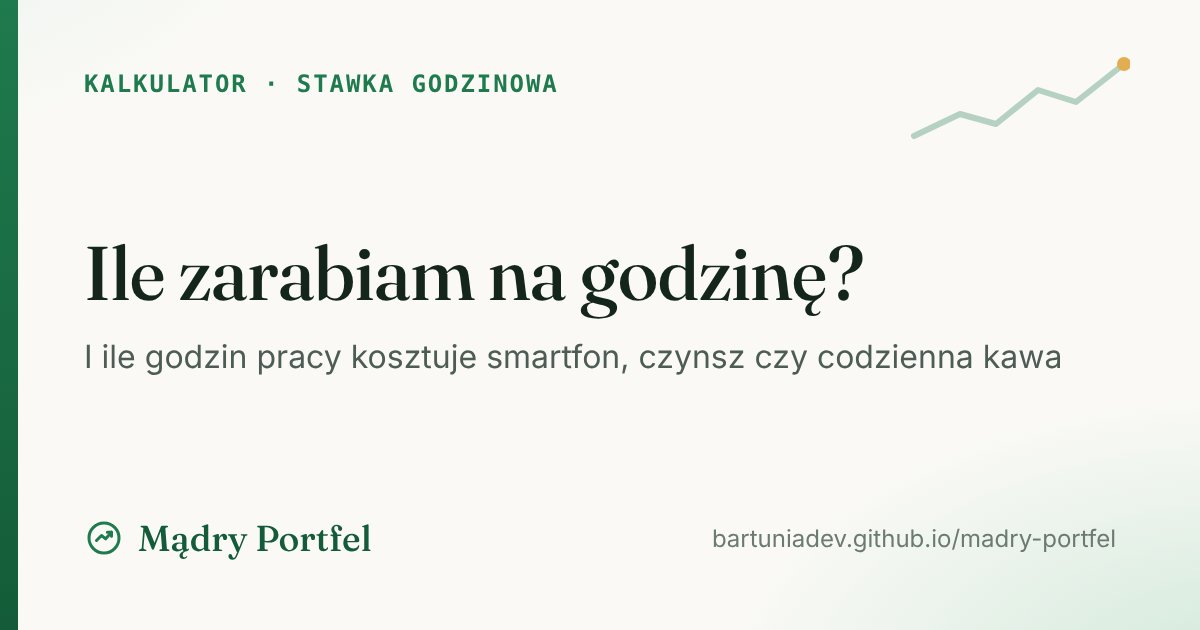 KALKULATOR · STAWKA GODZINOWA
Ile zarabiam na godzinę?
I ile godzin pracy kosztuje smartfon, czynsz czy codzienna kawa
Mądry Portfel
bartuniadev.github.io/madry-portfel